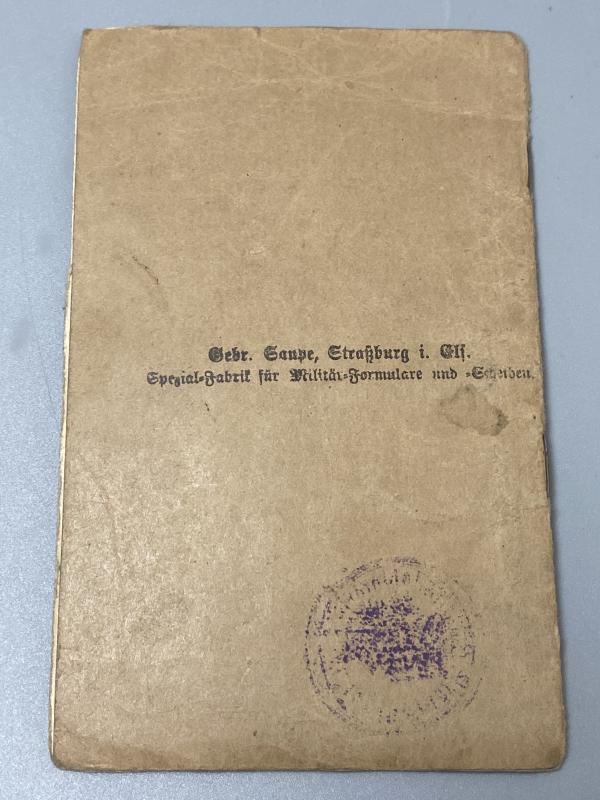 Gebr. Saupe, Straßburg i. Els.
Spezial-Fabrik für Militär-Formulare und -Scheiben.